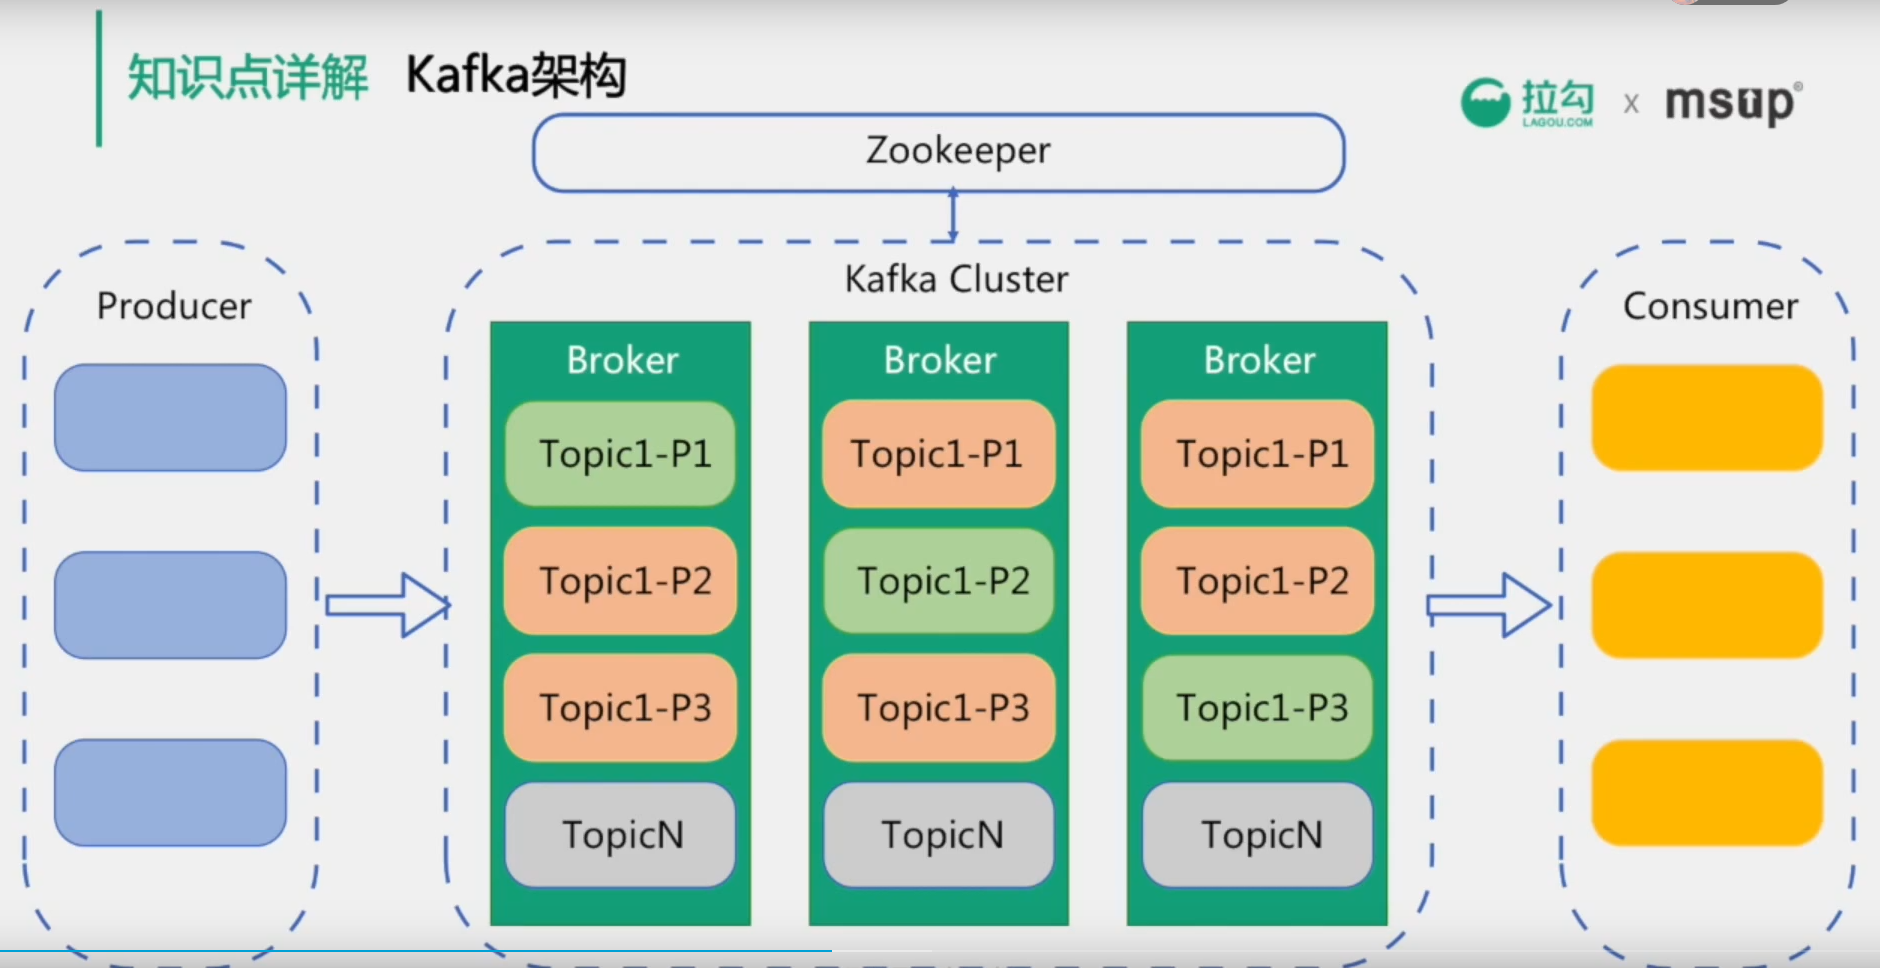 知识点详解 Kafka架构
拉勾 x msup®
LAGOU.COM
Zookeeper
Producer
Kafka Cluster
Consumer
Broker Broker Broker
Topic1-P1 Topic1-P1 Topic1-P1
Topic1-P2 Topic1-P2 Topic1-P2
Topic1-P3 Topic1-P3 Topic1-P3
TopicN TopicN TopicN